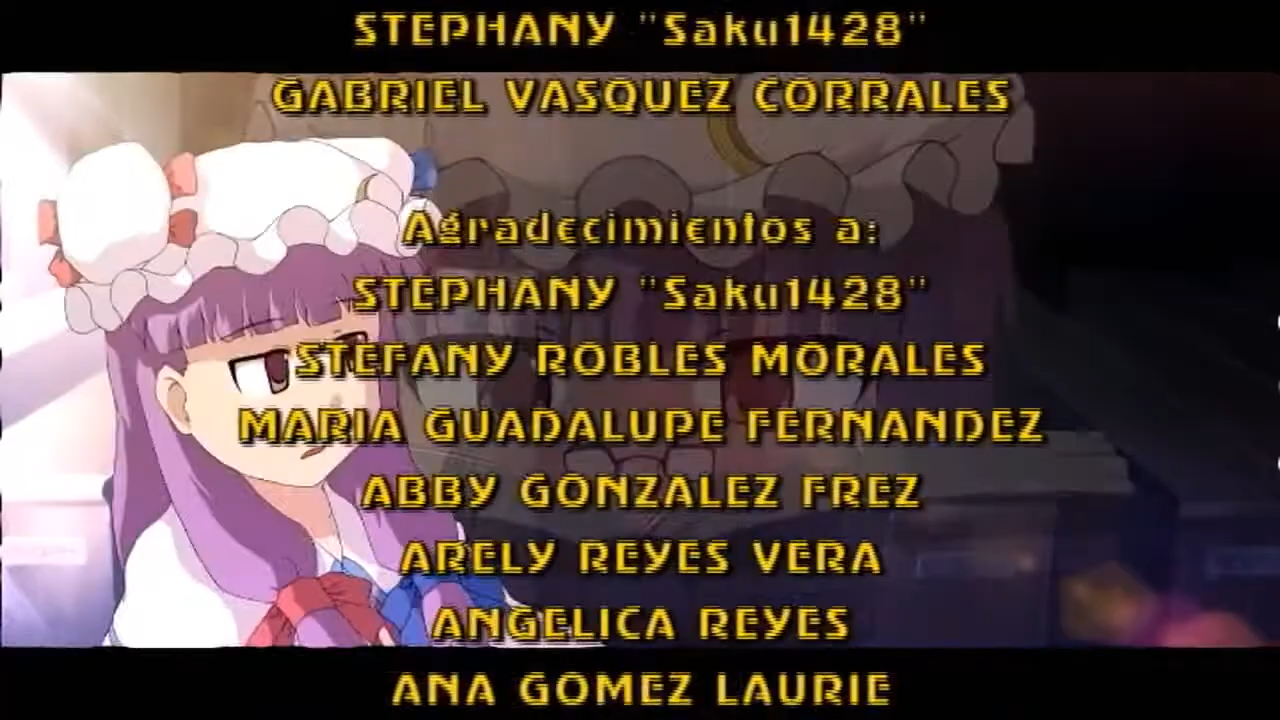 STEPHANY "Saku1428"
GABRIEL VASQUEZ CORRALES
Agradecimientos a:
STEPHANY "Saku1428"
STEFANY ROBLES MORALES
MARIA GUADALUPE FERNANDEZ
ABBY GONZALEZ FREZ
ARELY REYES VERA
ANGELICA REYES
ANA GOMEZ LAURIE